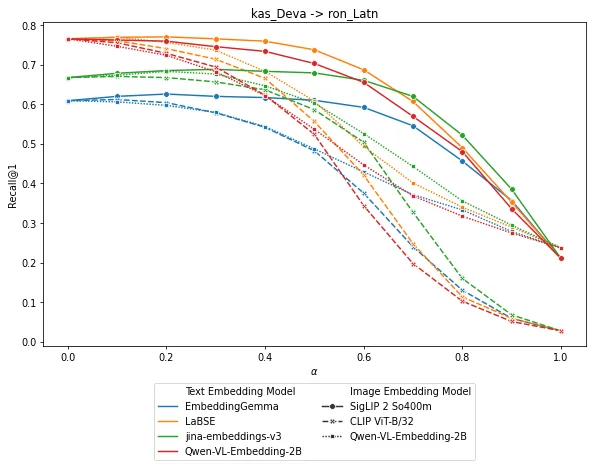 kas_Deva -> ron_Latn
0.8
0.7
0.6
0.5
0.4
0.3
0.2
0.1
0.0
Recall@1
0.0 0.2 0.4 0.6 0.8 1.0
α
Text Embedding Model Image Embedding Model
EmbeddingGemma SigLIP 2 So400m
LaBSE CLIP ViT-B/32
jina-embeddings-v3 Qwen-VL-Embedding-2B
Qwen-VL-Embedding-2B